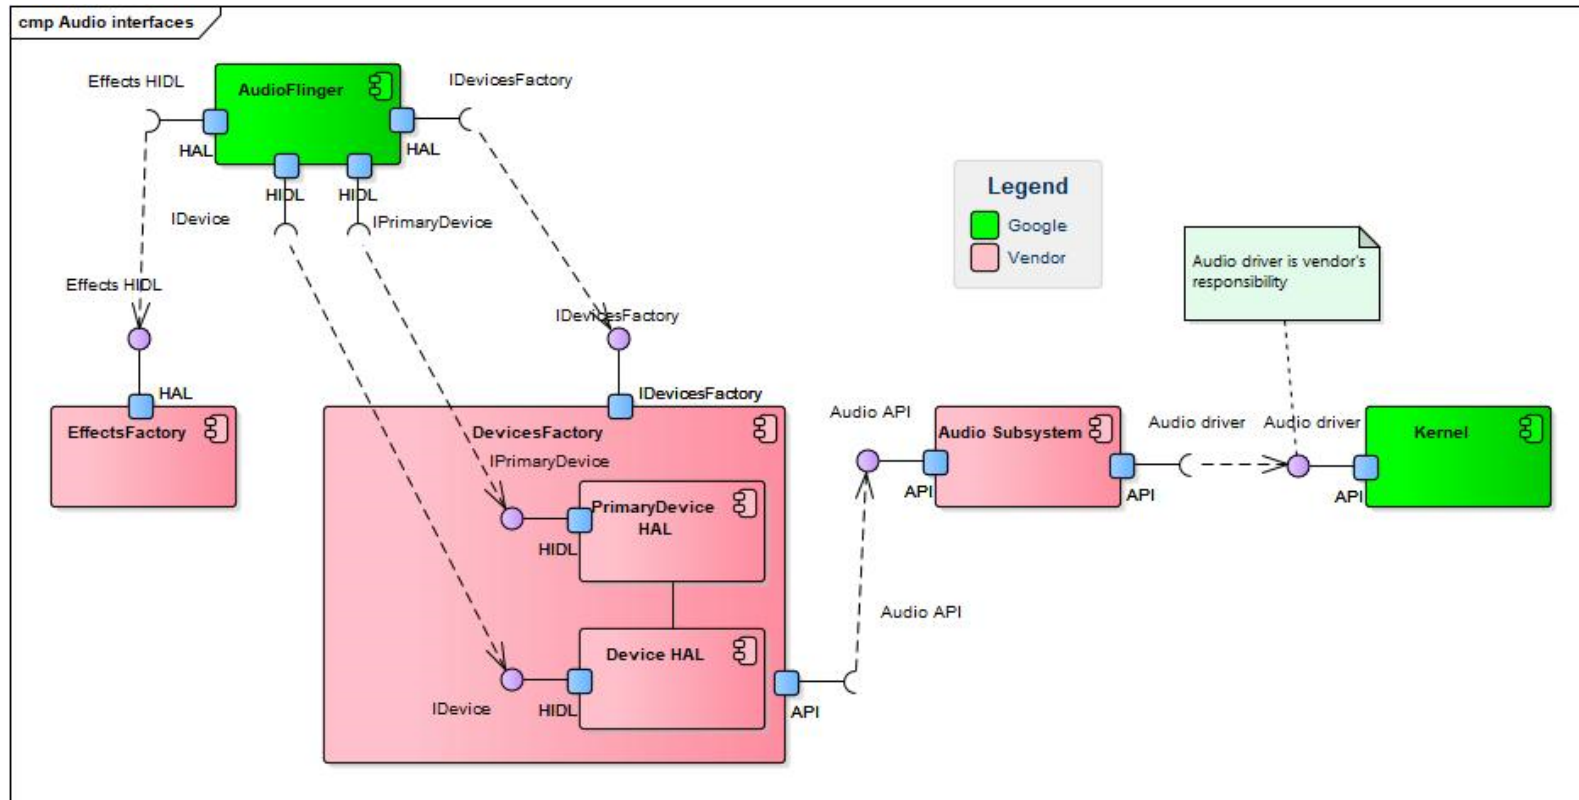 cmp Audio interfaces
Effects HIDL
AudioFlinger
IDevicesFactory
HAL
HAL
HIDL
HIDL
IDevice
IPrimaryDevice
Legend
Google
Vendor
Audio driver is vendor's
responsibility
Effects HIDL
IDevicesFactory
HAL
IDevicesFactory
EffectsFactory
DevicesFactory
IPrimaryDevice
PrimaryDevice
HAL
HIDL
Audio API
Audio Subsystem
Audio driver
Audio driver
Kernel
API
API
API
Audio API
Device HAL
IDevice
HIDL
API